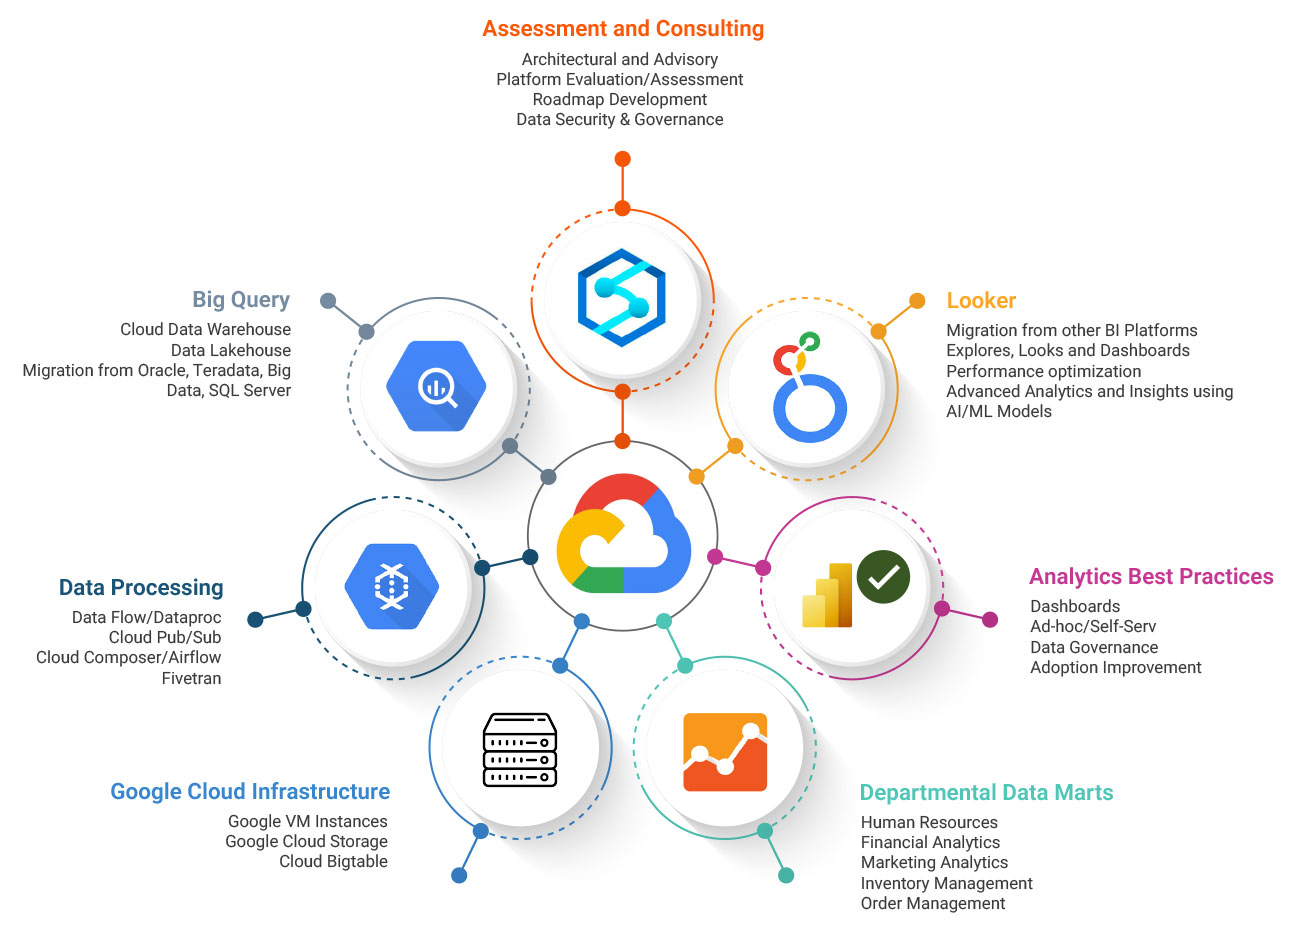 Assessment and Consulting
Architectural and Advisory
Platform Evaluation/Assessment
Roadmap Development
Data Security & Governance
Big Query
Cloud Data Warehouse
Data Lakehouse
Migration from Oracle, Teradata, Big
Data, SQL Server
Looker
Migration from other BI Platforms
Explores, Looks and Dashboards
Performance optimization
Advanced Analytics and Insights using
AI/ML Models
Data Processing
Data Flow/Dataproc
Cloud Pub/Sub
Cloud Composer/Airflow
Fivetran
Analytics Best Practices
Dashboards
Ad-hoc/Self-Serv
Data Governance
Adoption Improvement
Google Cloud Infrastructure
Google VM Instances
Google Cloud Storage
Cloud Bigtable
Departmental Data Marts
Human Resources
Financial Analytics
Marketing Analytics
Inventory Management
Order Management